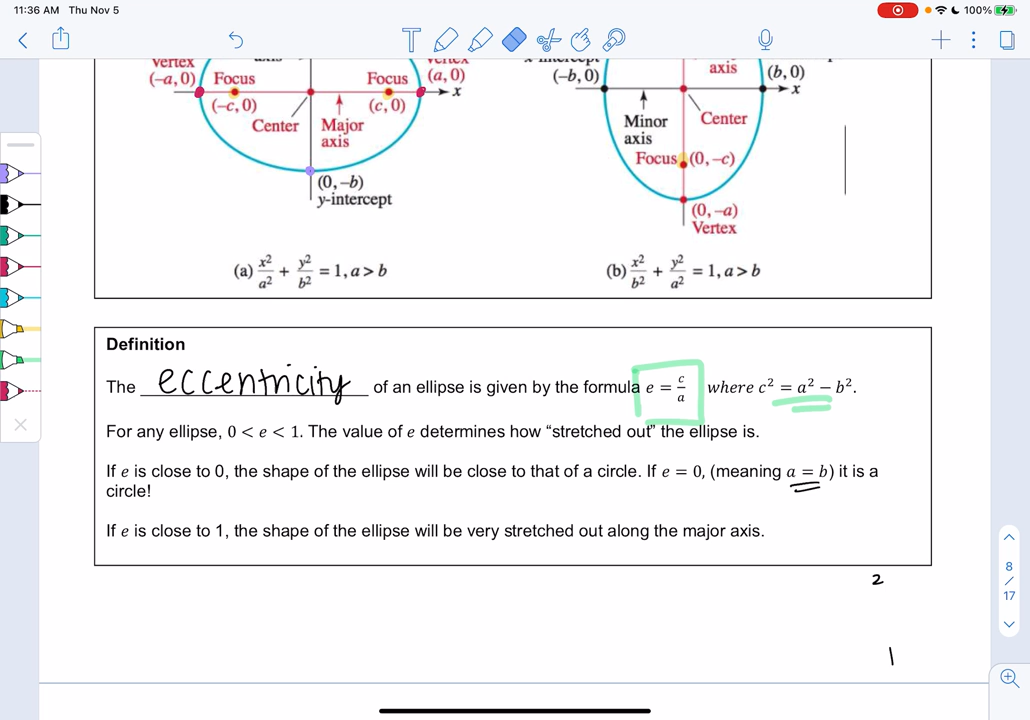 11:36 AM Thu Nov 5
100%
Vertex
(−a, 0) Focus
Focus (a, 0)
x
(−c, 0)
(c, 0)
Center
Major
axis
(0, −b)
y-intercept
(a) x²/a² + y²/b² = 1, a > b
(−b, 0)
axis
(b, 0)
x
Minor
axis
Center
Focus (0, −c)
(0, −a)
Vertex
(b) x²/b² + y²/a² = 1, a > b
Definition
The eccentricity of an ellipse is given by the formula e = c/a where c² = a² − b².
For any ellipse, 0 < e < 1. The value of e determines how “stretched out” the ellipse is.
If e is close to 0, the shape of the ellipse will be close to that of a circle. If e = 0, (meaning a = b) it is a
circle!
If e is close to 1, the shape of the ellipse will be very stretched out along the major axis.
2
1
8
/
17